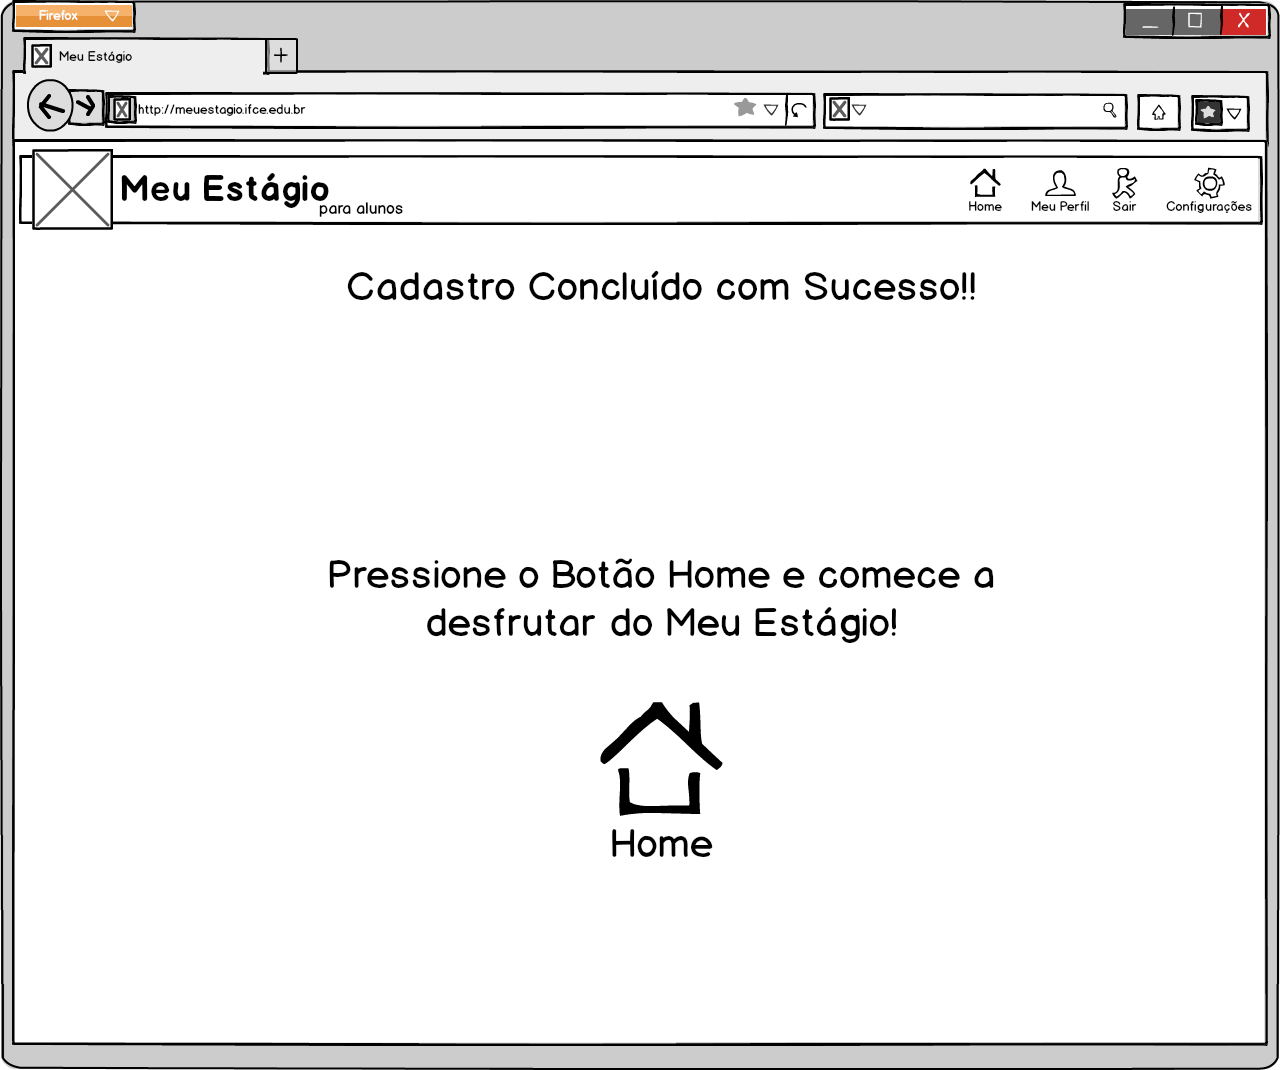 Firefox
Meu Estágio
http://meuestagio.ifce.edu.br
Meu Estágio
para alunos
Home
Meu Perfil
Sair
Configurações
Cadastro Concluído com Sucesso!!
Pressione o Botão Home e comece a
desfrutar do Meu Estágio!
Home